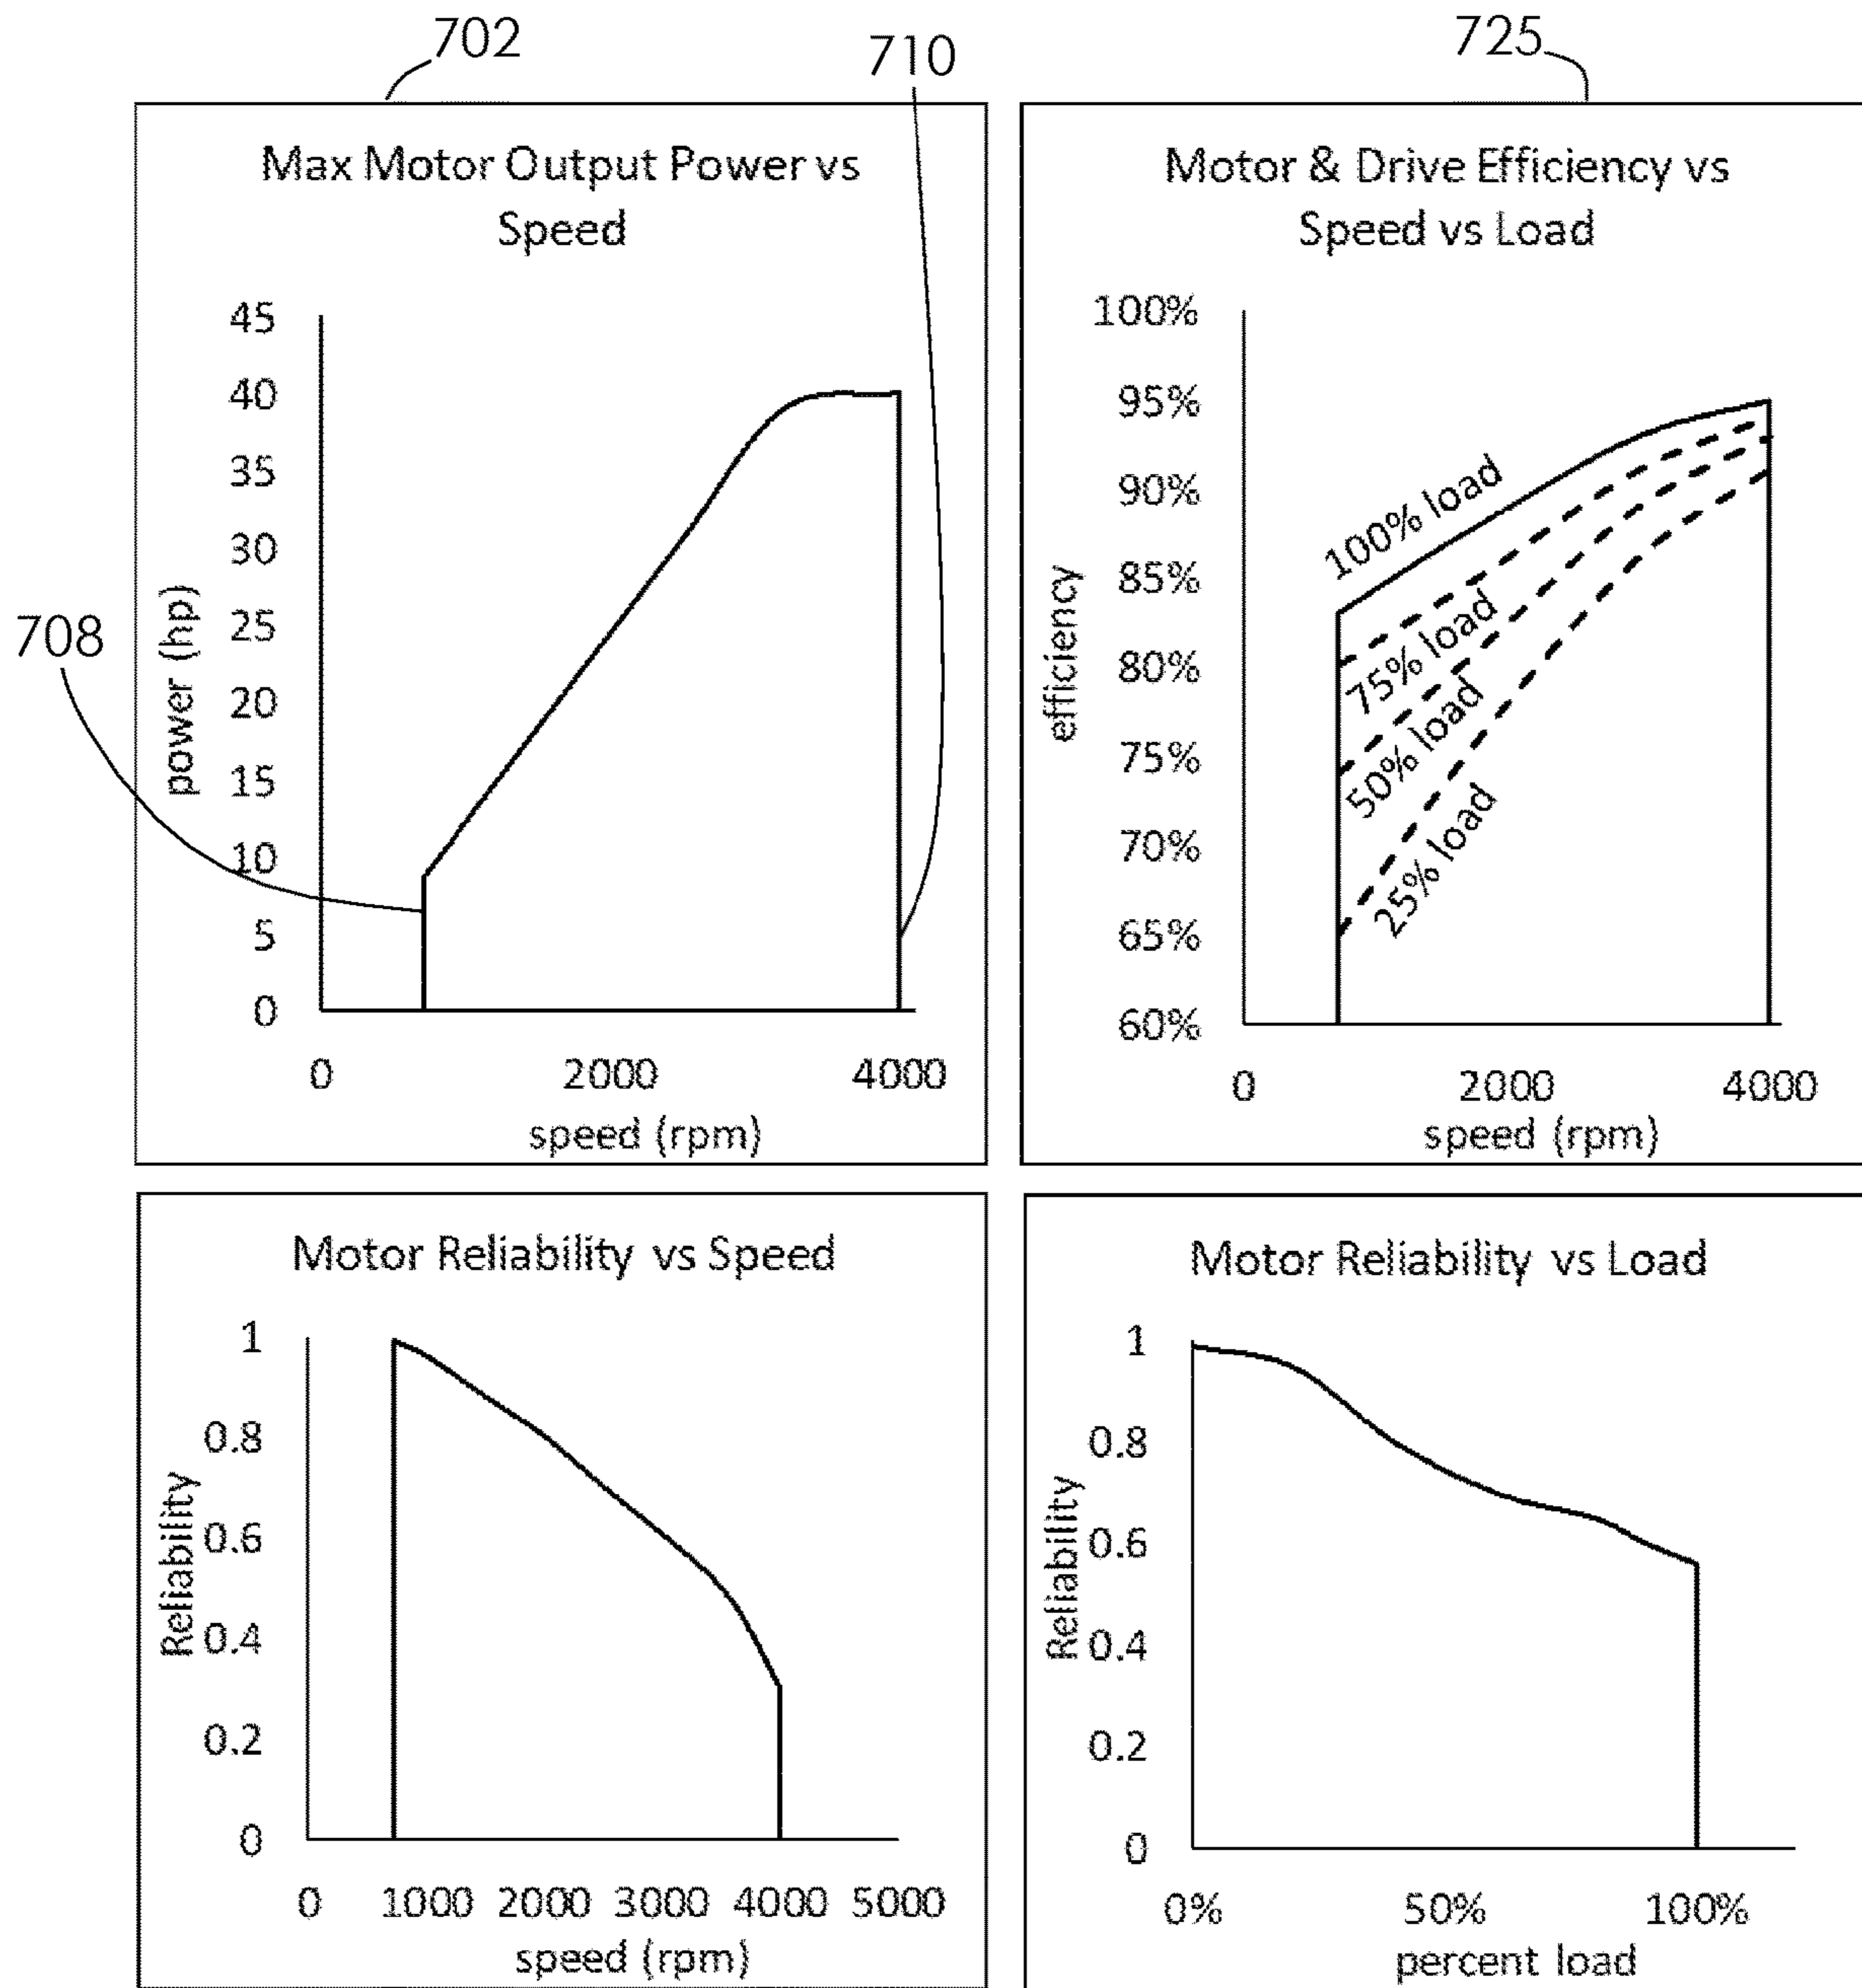 702
710
725
Max Motor Output Power vs
Speed
45
40
35
30
25
20
15
10
5
0
power (hp)
0 2000 4000
speed (rpm)
708
Motor & Drive Efficiency vs
Speed vs Load
100%
95%
90%
85%
80%
75%
70%
65%
60%
efficiency
100% load
75% load
50% load
25% load
0 2000 4000
speed (rpm)
Motor Reliability vs Speed
1
0.8
0.6
0.4
0.2
0
Reliability
0 1000 2000 3000 4000 5000
speed (rpm)
Motor Reliability vs Load
1
0.8
0.6
0.4
0.2
0
Reliability
0% 50% 100%
percent load